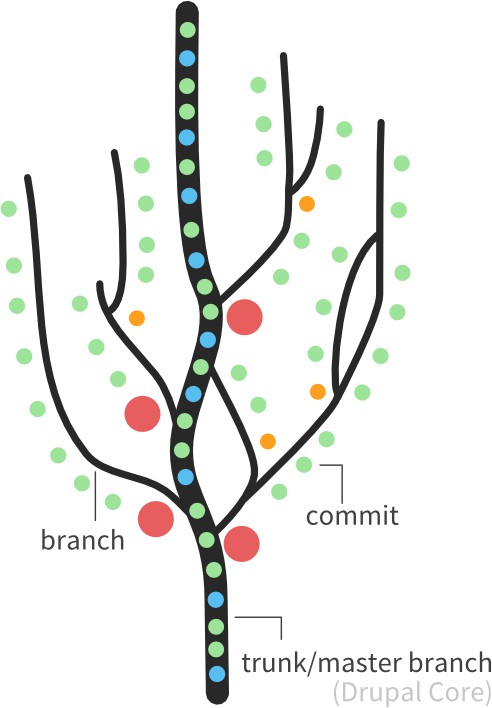 commit
branch
trunk/master branch
(Drupal Core)